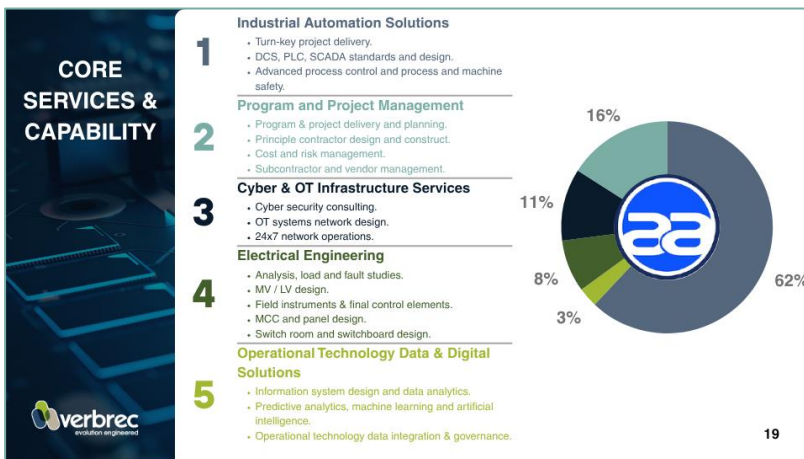 CORE
SERVICES &
CAPABILITY
1
Industrial Automation Solutions
• Turn-key project delivery.
• DCS, PLC, SCADA standards and design.
• Advanced process control and process and machine
safety.
2
Program and Project Management
• Program & project delivery and planning.
• Principle contractor design and construct.
• Cost and risk management.
• Subcontractor and vendor management.
3
Cyber & OT Infrastructure Services
• Cyber security consulting.
• OT systems network design.
• 24x7 network operations.
4
Electrical Engineering
• Analysis, load and fault studies.
• MV / LV design.
• Field instruments & final control elements.
• MCC and panel design.
• Switch room and switchboard design.
5
Operational Technology Data & Digital
Solutions
• Information system design and data analytics.
• Predictive analytics, machine learning and artificial
intelligence.
• Operational technology data integration & governance.
16%
11%
8%
3%
62%
aa
verbrec
evolution engineered
19